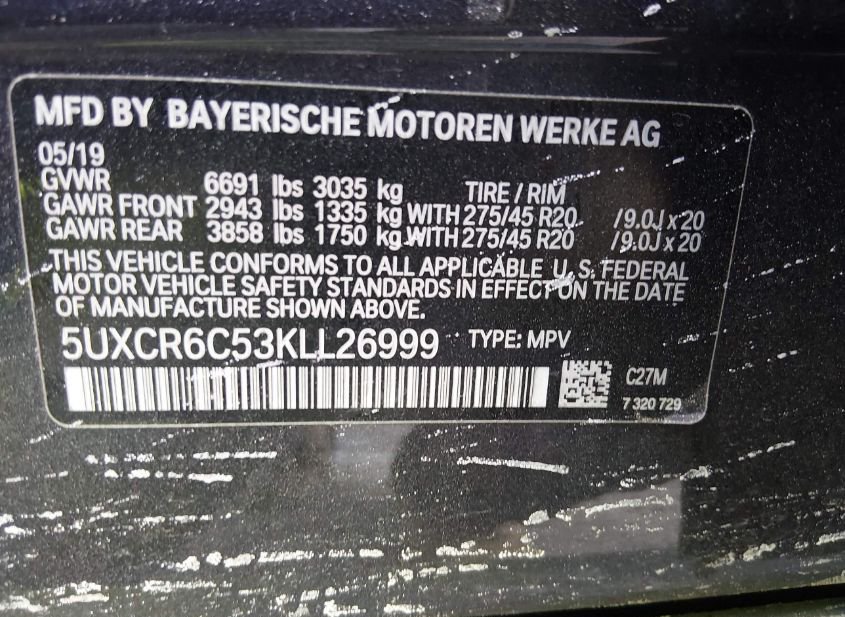 MFD BY BAYERISCHE MOTOREN WERKE AG
05/19
GVWR 6691 lbs 3035 kg TIRE / RIM
GAWR FRONT 2943 lbs 1335 kg WITH 275/45 R20 /9.0J x 20
GAWR REAR 3858 lbs 1750 kg WITH 275/45 R20 /9.0J x 20
THIS VEHICLE CONFORMS TO ALL APPLICABLE U.S. FEDERAL
MOTOR VEHICLE SAFETY STANDARDS IN EFFECT ON THE DATE
OF MANUFACTURE SHOWN ABOVE.
5UXCR6C53KLL26999 TYPE: MPV
C27M
7 320 729